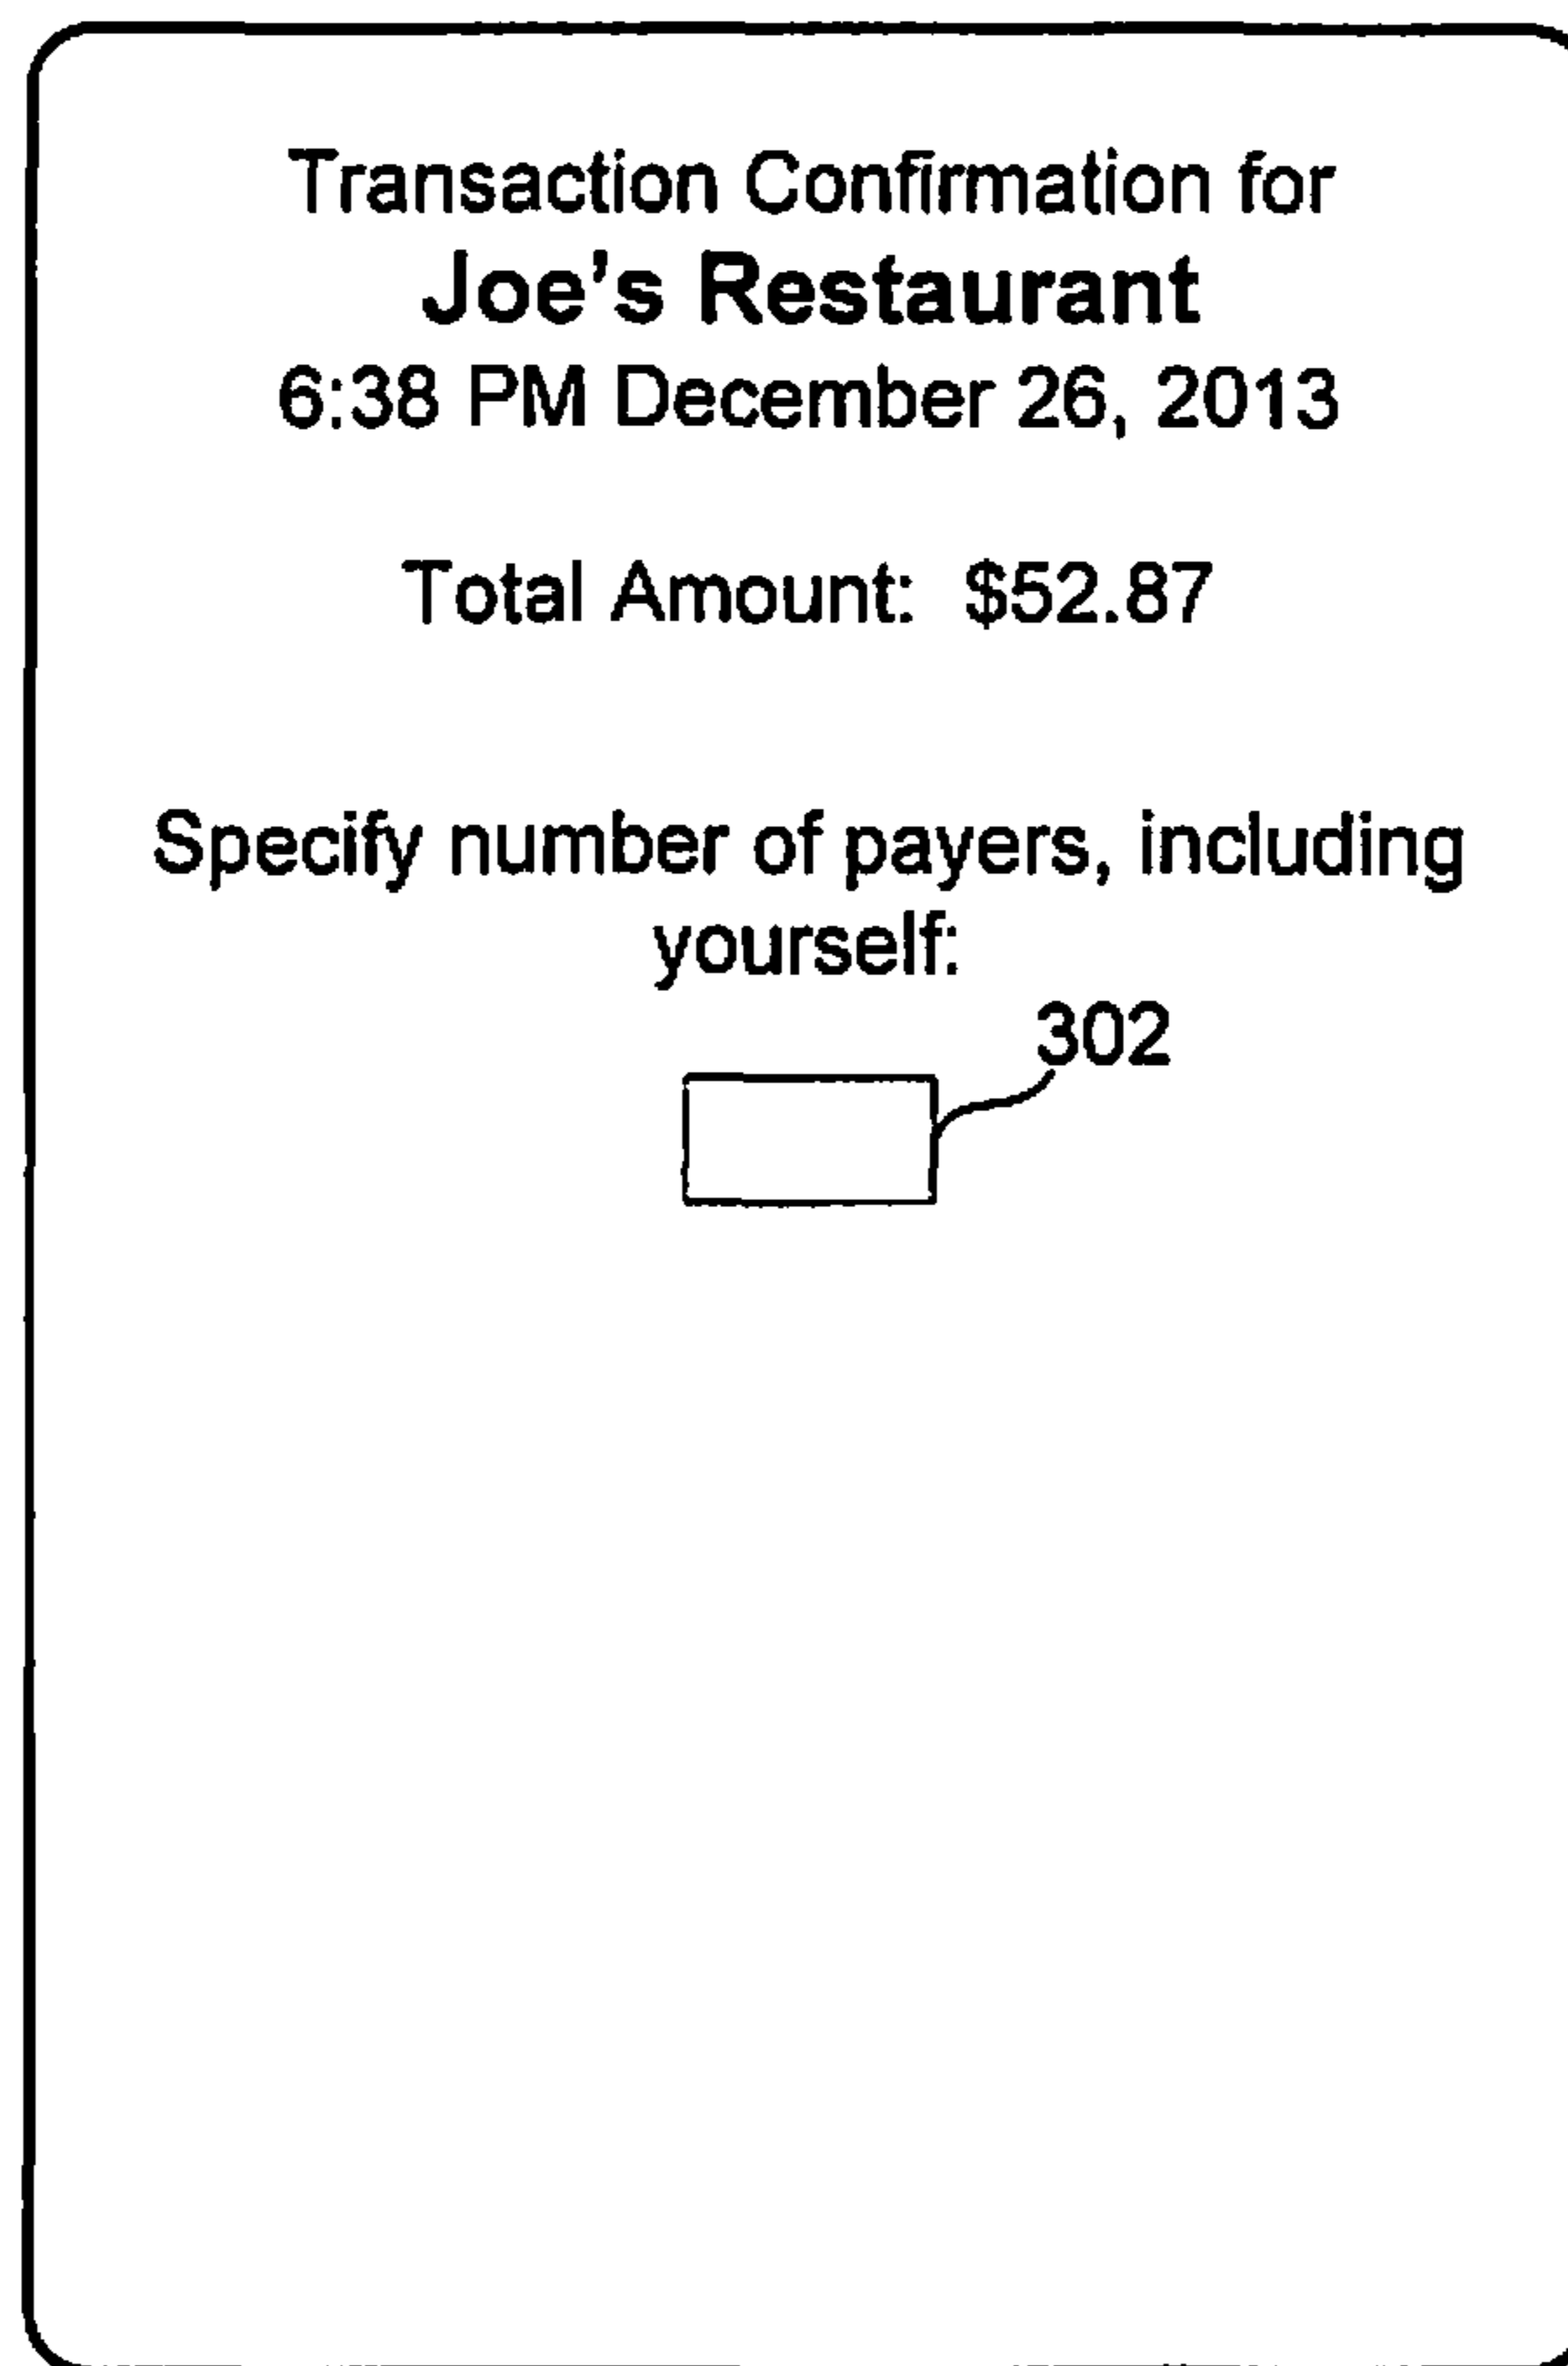 Transaction Confirmation for
Joe's Restaurant
6:38 PM December 26, 2013
Total Amount: $52.87
Specify number of payers, including
yourself:
302